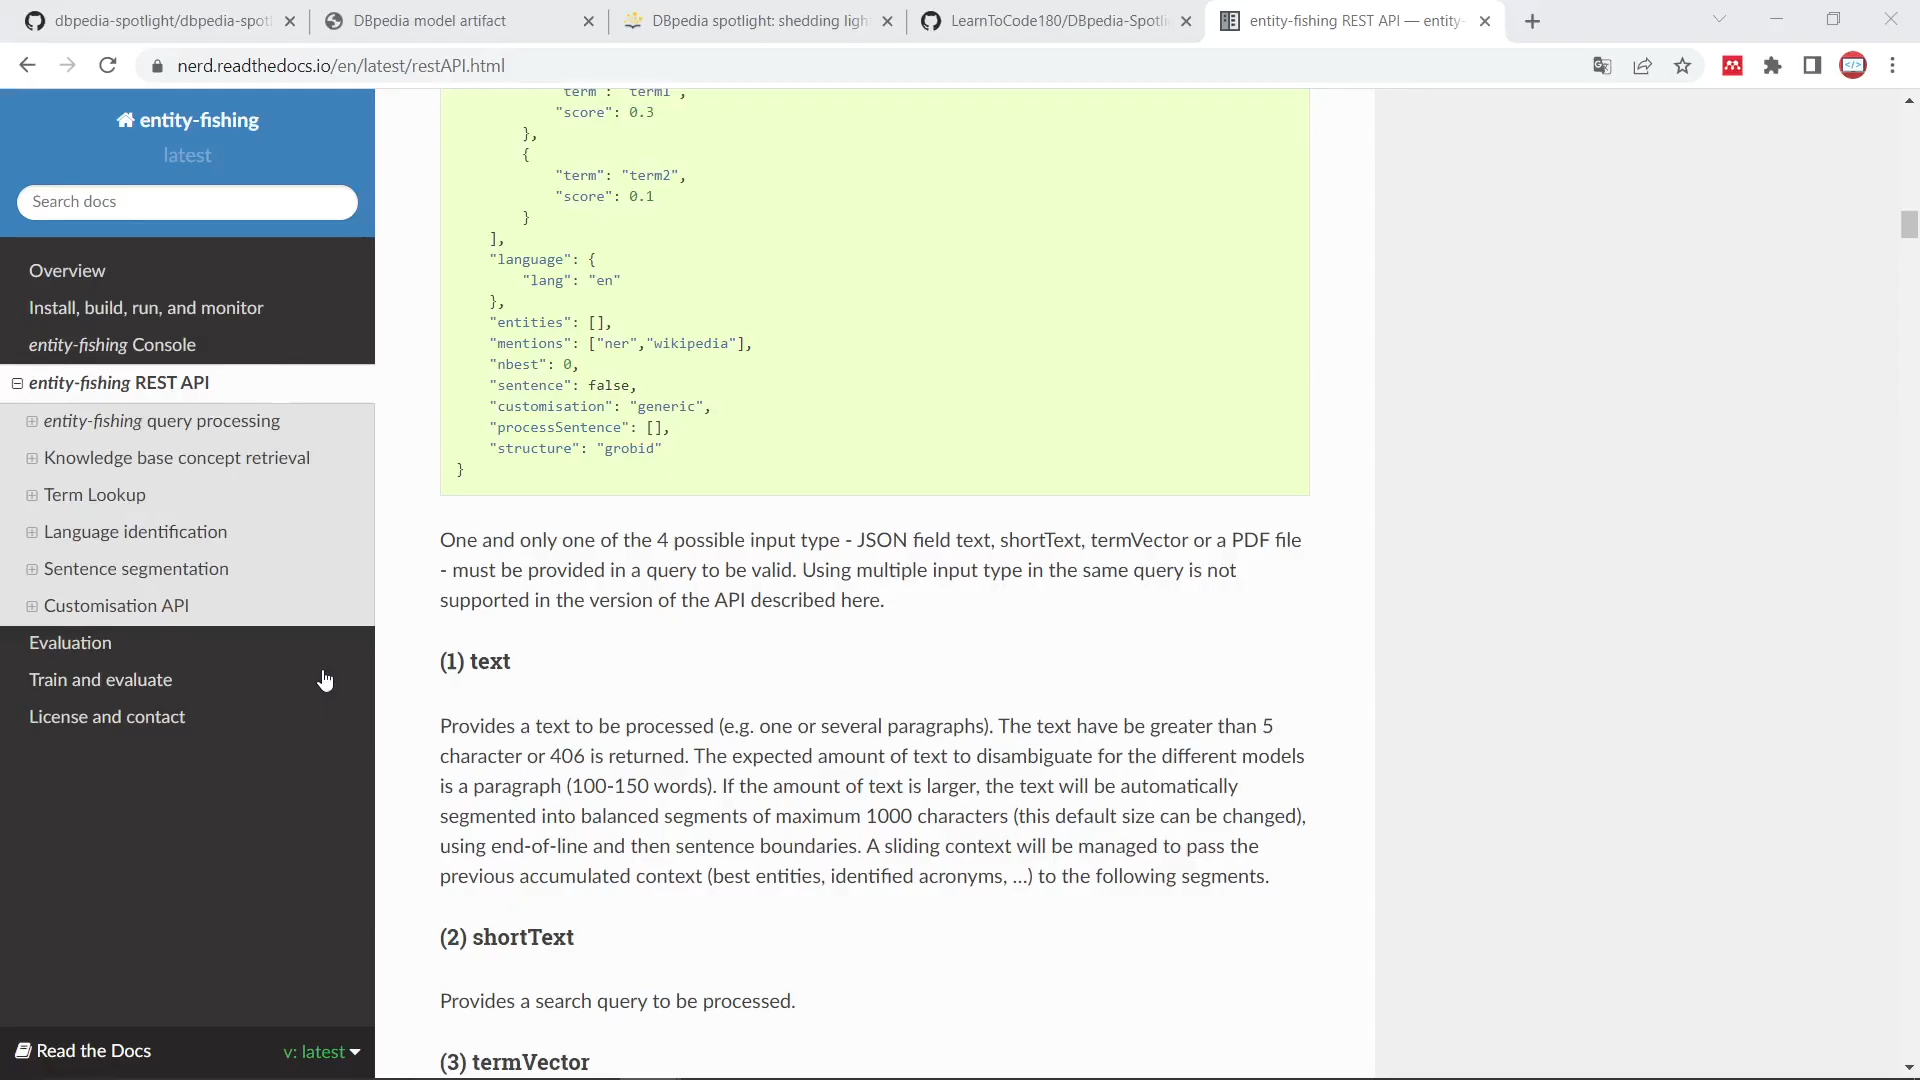 dbpedia-spotlight/dbpedia-spotl
DBpedia model artifact
DBpedia spotlight: shedding ligh
LearnToCode180/DBpedia-Spotli
entity-fishing REST API — entity-
nerd.readthedocs.io/en/latest/restAPI.html
entity-fishing
latest
Search docs
Overview
Install, build, run, and monitor
entity-fishing Console
entity-fishing REST API
entity-fishing query processing
Knowledge base concept retrieval
Term Lookup
Language identification
Sentence segmentation
Customisation API
Evaluation
Train and evaluate
License and contact
Read the Docs
v: latest
"term": "term1",
"score": 0.3
},
{
"term": "term2",
"score": 0.1
}
],
"language": {
"lang": "en"
},
"entities": [],
"mentions": ["ner","wikipedia"],
"nbest": 0,
"sentence": false,
"customisation": "generic",
"processSentence": [],
"structure": "grobid"
}
One and only one of the 4 possible input type - JSON field text, shortText, termVector or a PDF file
- must be provided in a query to be valid. Using multiple input type in the same query is not
supported in the version of the API described here.
(1) text
Provides a text to be processed (e.g. one or several paragraphs). The text have be greater than 5
character or 406 is returned. The expected amount of text to disambiguate for the different models
is a paragraph (100-150 words). If the amount of text is larger, the text will be automatically
segmented into balanced segments of maximum 1000 characters (this default size can be changed),
using end-of-line and then sentence boundaries. A sliding context will be managed to pass the
previous accumulated context (best entities, identified acronyms, ...) to the following segments.
(2) shortText
Provides a search query to be processed.
(3) termVector